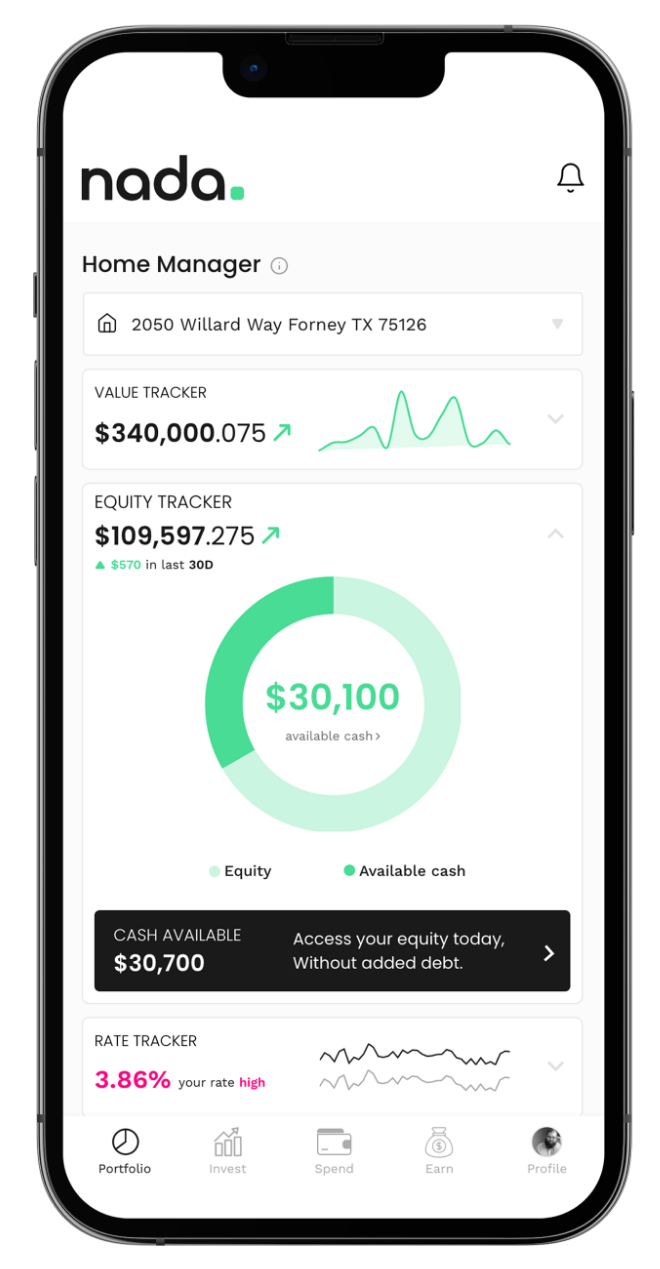 nada.
Home Manager
2050 Willard Way Forney TX 75126
VALUE TRACKER
$340,000.075
EQUITY TRACKER
$109,597.275
$570 in last 30D
$30,100
available cash>
Equity
Available cash
CASH AVAILABLE
$30,700
Access your equity today,
Without added debt.
RATE TRACKER
3.86% your rate high
Portfolio
Invest
Spend
Earn
Profile